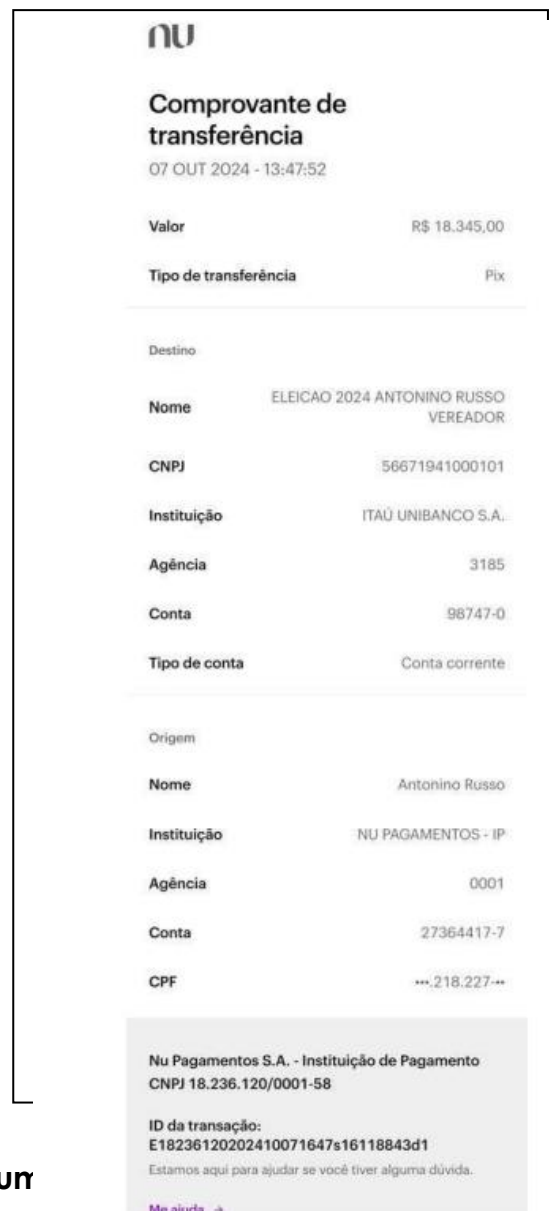 nu
Comprovante de
transferência
07 OUT 2024 - 13:47:52
Valor R$ 18.345,00
Tipo de transferência Pix
Destino
Nome ELEICAO 2024 ANTONINO RUSSO
VEREADOR
CNPJ 56671941000101
Instituição ITAÚ UNIBANCO S.A.
Agência 3185
Conta 98747-0
Tipo de conta Conta corrente
Origem
Nome Antonino Russo
Instituição NU PAGAMENTOS - IP
Agência 0001
Conta 27364417-7
CPF •••.218.227-••
Nu Pagamentos S.A. - Instituição de Pagamento
CNPJ 18.236.120/0001-58
ID da transação:
E18236120202410071647s16118843d1
Estamos aqui para ajudar se você tiver alguma dúvida.
Me ajuda →